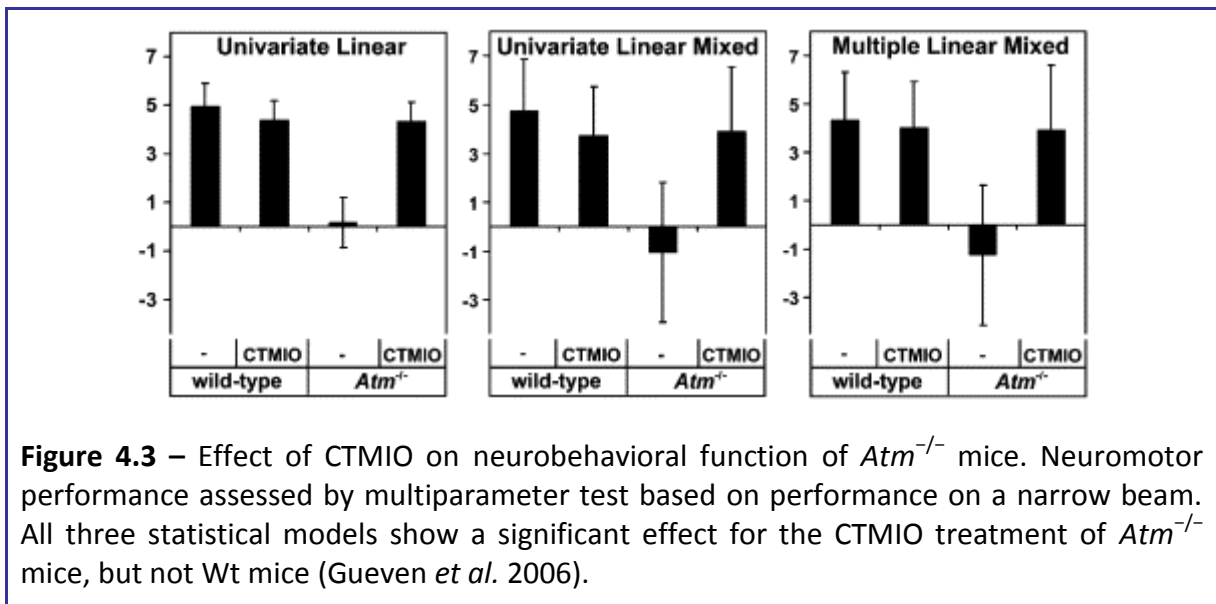 Univariate Linear
7
5
3
1
-1
-3
- CTMIO - CTMIO
wild-type Atm⁻/⁻
Univariate Linear Mixed
7
5
3
1
-1
-3
- CTMIO - CTMIO
wild-type Atm⁻/⁻
Multiple Linear Mixed
7
5
3
1
-1
-3
- CTMIO - CTMIO
wild-type Atm⁻/⁻
Figure 4.3 – Effect of CTMIO on neurobehavioral function of Atm⁻/⁻ mice. Neuromotor
performance assessed by multiparameter test based on performance on a narrow beam.
All three statistical models show a significant effect for the CTMIO treatment of Atm⁻/⁻
mice, but not Wt mice (Gueven et al. 2006).